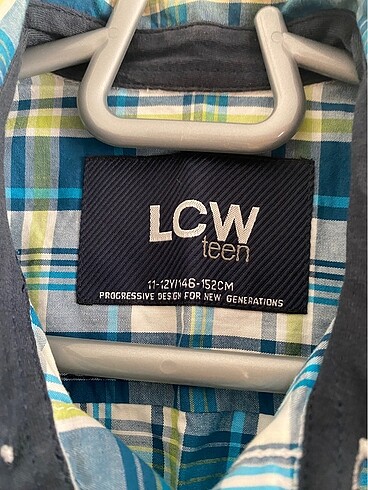 LCW
teen
11-12Y/146-152CM
PROGRESSIVE DESIGN FOR NEW GENERATIONS